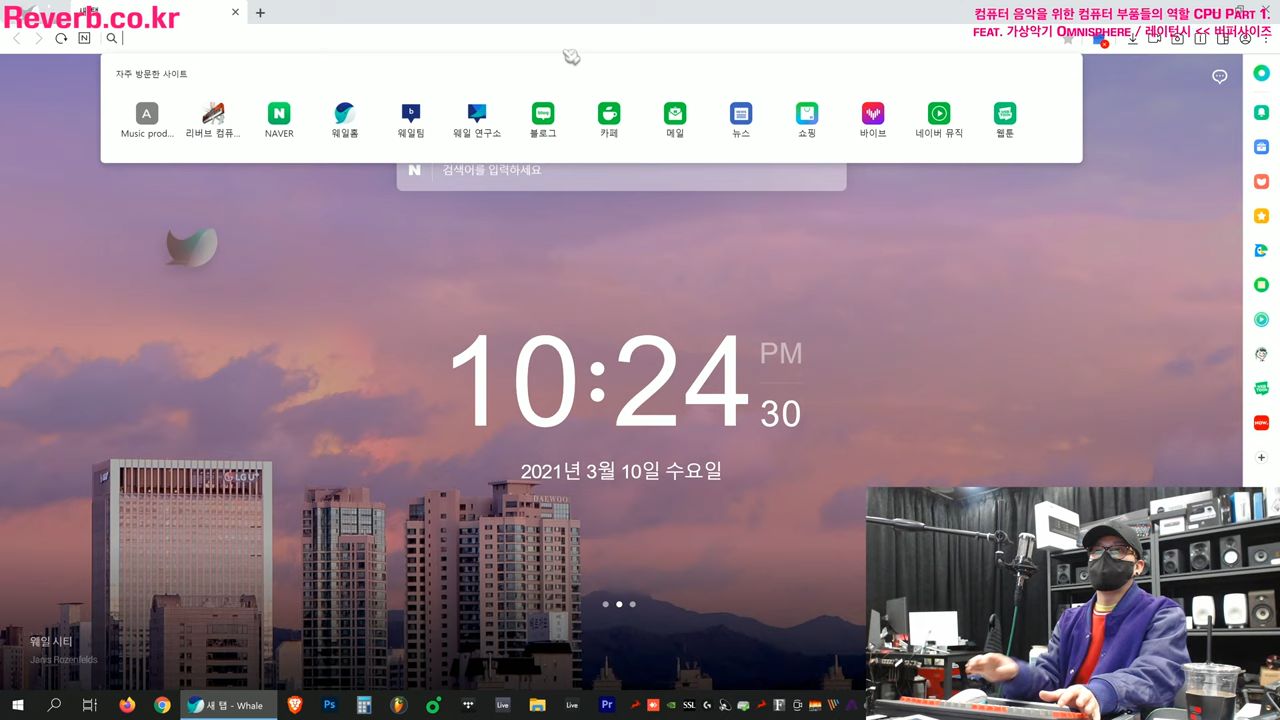 Reverb.co.kr
컴퓨터 음악을 위한 컴퓨터 부품들의 역할 CPU Part 1.
feat. 가상악기 Omnisphere / 레이턴시 << 버퍼사이즈
자주 방문한 사이트
Music prod...
리버브 컴퓨...
NAVER
웨일홈
웨일팀
웨일 연구소
블로그
카페
메일
뉴스
쇼핑
바이브
네이버 뮤직
웹툰
검색어를 입력하세요
10:24
PM
30
2021년 3월 10일 수요일
LG U+
DAEWOO
웨일 시티
Janis Rozenfelds
새 탭 - Whale
Ps
Live
Live
Pr
SSL
NOW.